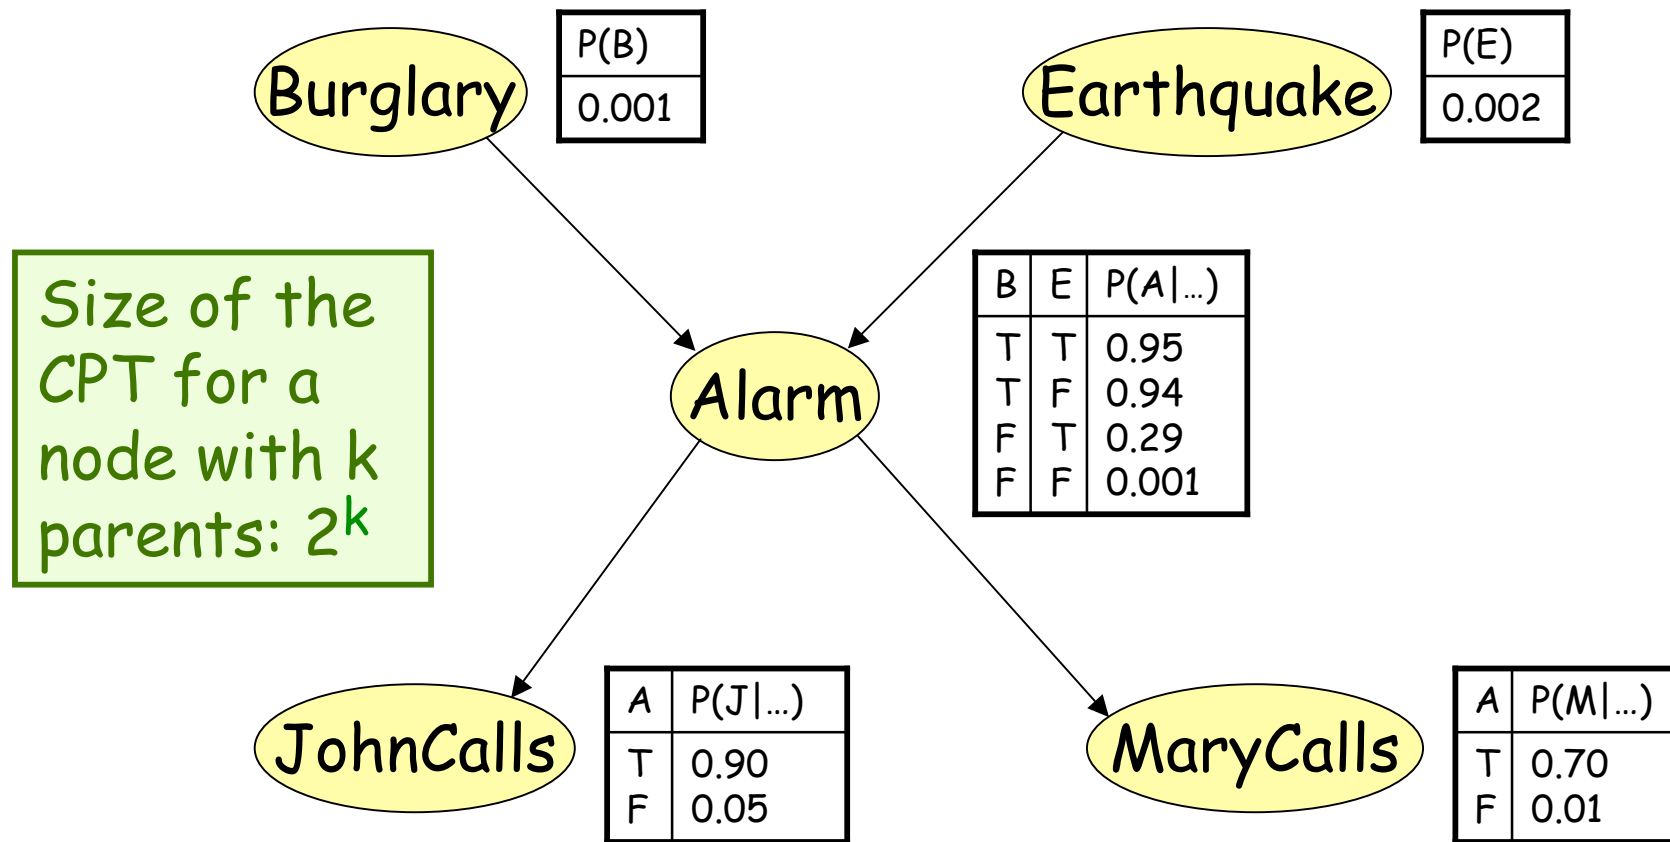 Burglary
P(B)
0.001
Earthquake
P(E)
0.002
Size of the
CPT for a
node with k
parents: 2^k
Alarm
B E P(A|…)
T T 0.95
T F 0.94
F T 0.29
F F 0.001
JohnCalls
A P(J|…)
T 0.90
F 0.05
MaryCalls
A P(M|…)
T 0.70
F 0.01